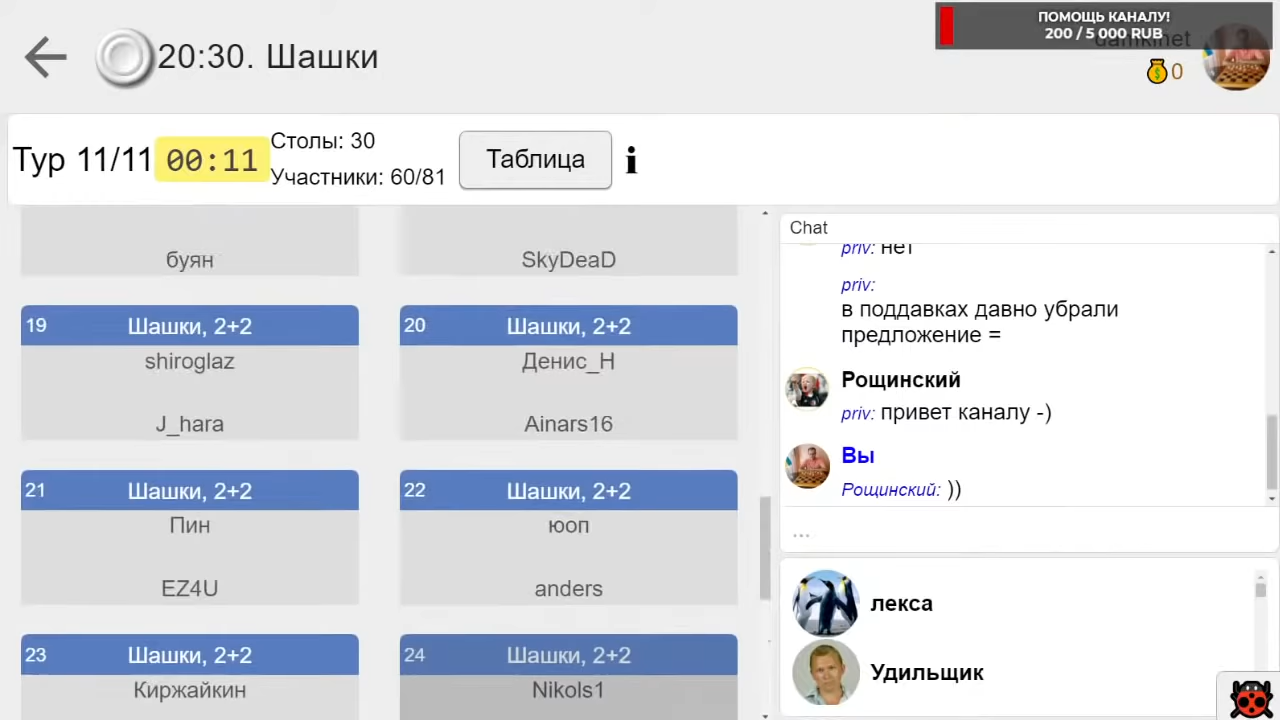 ПОМОЩЬ КАНАЛУ!
200 / 5 000 RUB
20:30. Шашки
damkinet
0
Тур 11/11
00:11
Столы: 30
Участники: 60/81
Таблица
буян
SkyDeaD
19 Шашки, 2+2
shiroglaz
J_hara
20 Шашки, 2+2
Денис_Н
Ainars16
21 Шашки, 2+2
Пин
EZ4U
22 Шашки, 2+2
юоп
anders
23 Шашки, 2+2
Киржайкин
24 Шашки, 2+2
Nikols1
Chat
priv: нет
priv:
в поддавках давно убрали
предложение =
Рощинский
priv: привет каналу -)
Вы
Рощинский: ))
...
лекса
Удильщик